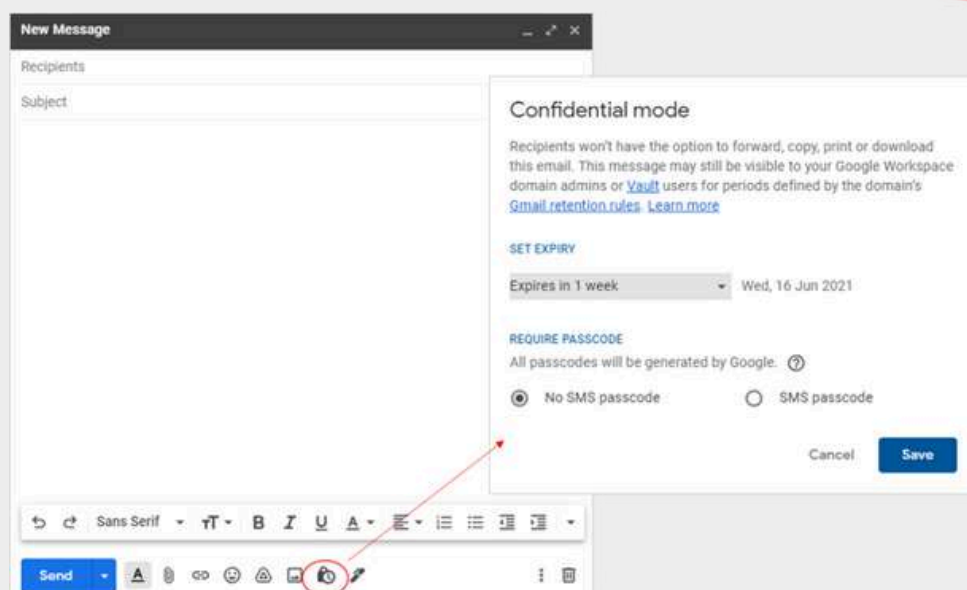 New Message
Recipients
Subject
Confidential mode
Recipients won't have the option to forward, copy, print or download
this email. This message may still be visible to your Google Workspace
domain admins or Vault users for periods defined by the domain's
Gmail retention rules. Learn more
SET EXPIRY
Expires in 1 week Wed, 16 Jun 2021
REQUIRE PASSCODE
All passcodes will be generated by Google.
No SMS passcode SMS passcode
Cancel Save
Sans Serif
Send